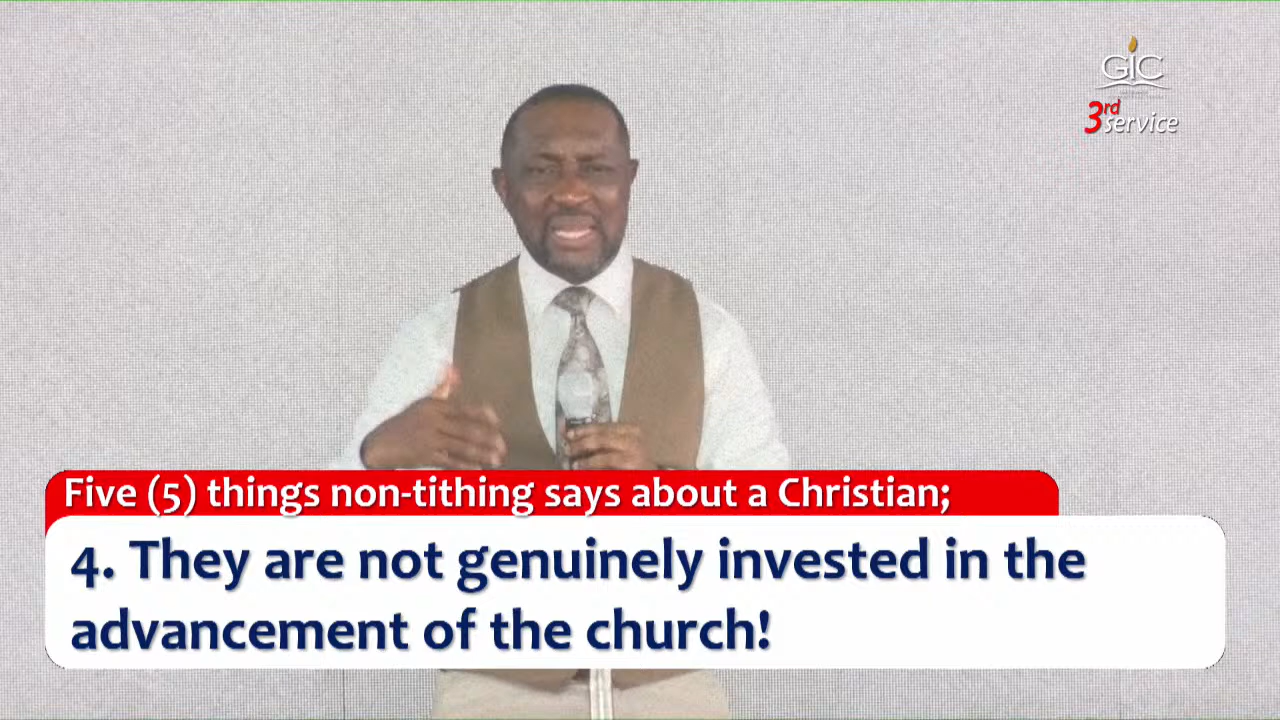 GIC
3rd
service
Five (5) things non-tithing says about a Christian;
4. They are not genuinely invested in the
advancement of the church!